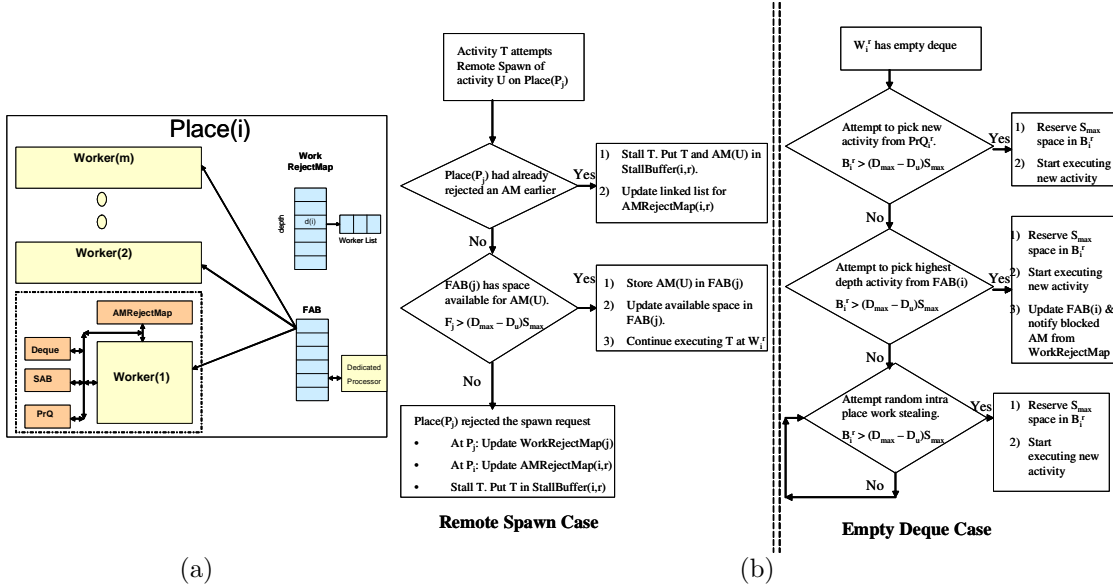 Place(i)
Worker(m)
Worker(2)
AMRejectMap
Deque
SAB
PrQ
Worker(1)
Work
RejectMap
depth
d(i)
Worker List
FAB
Dedicated
Processor
(a)
Activity T attempts
Remote Spawn of
activity U on Place(Pj)
Place(Pj) had already
rejected an AM earlier
Yes
1) Stall T. Put T and AM(U) in
StallBuffer(i,r).
2) Update linked list for
AMRejectMap(i,r)
No
FAB(j) has space
available for AM(U).
Fj > (Dmax – Du)Smax
Yes
1) Store AM(U) in FAB(j)
2) Update available space in
FAB(j).
3) Continue executing T at Wi^r
No
Place(Pj) rejected the spawn request
• At Pj: Update WorkRejectMap(j)
• At Pi: Update AMRejectMap(i,r)
• Stall T. Put T in StallBuffer(i,r)
Remote Spawn Case
Wi^r has empty deque
Attempt to pick new
activity from PrQi^r.
Bi^r > (Dmax – Du)Smax
Yes
1) Reserve Smax
space in Bi^r
2) Start executing
new activity
No
Attempt to pick highest
depth activity from FAB(i)
Bi^r > (Dmax – Du)Smax
Yes
1) Reserve Smax
space in Bi^r
2) Start executing
new activity
3) Update FAB(i) &
notify blocked
AM from
WorkRejectMap
No
Attempt random intra
place work stealing.
Bi^r > (Dmax – Du)Smax
Yes
1) Reserve Smax
space in Bi^r
2) Start
executing new
activity
No
Empty Deque Case
(b)